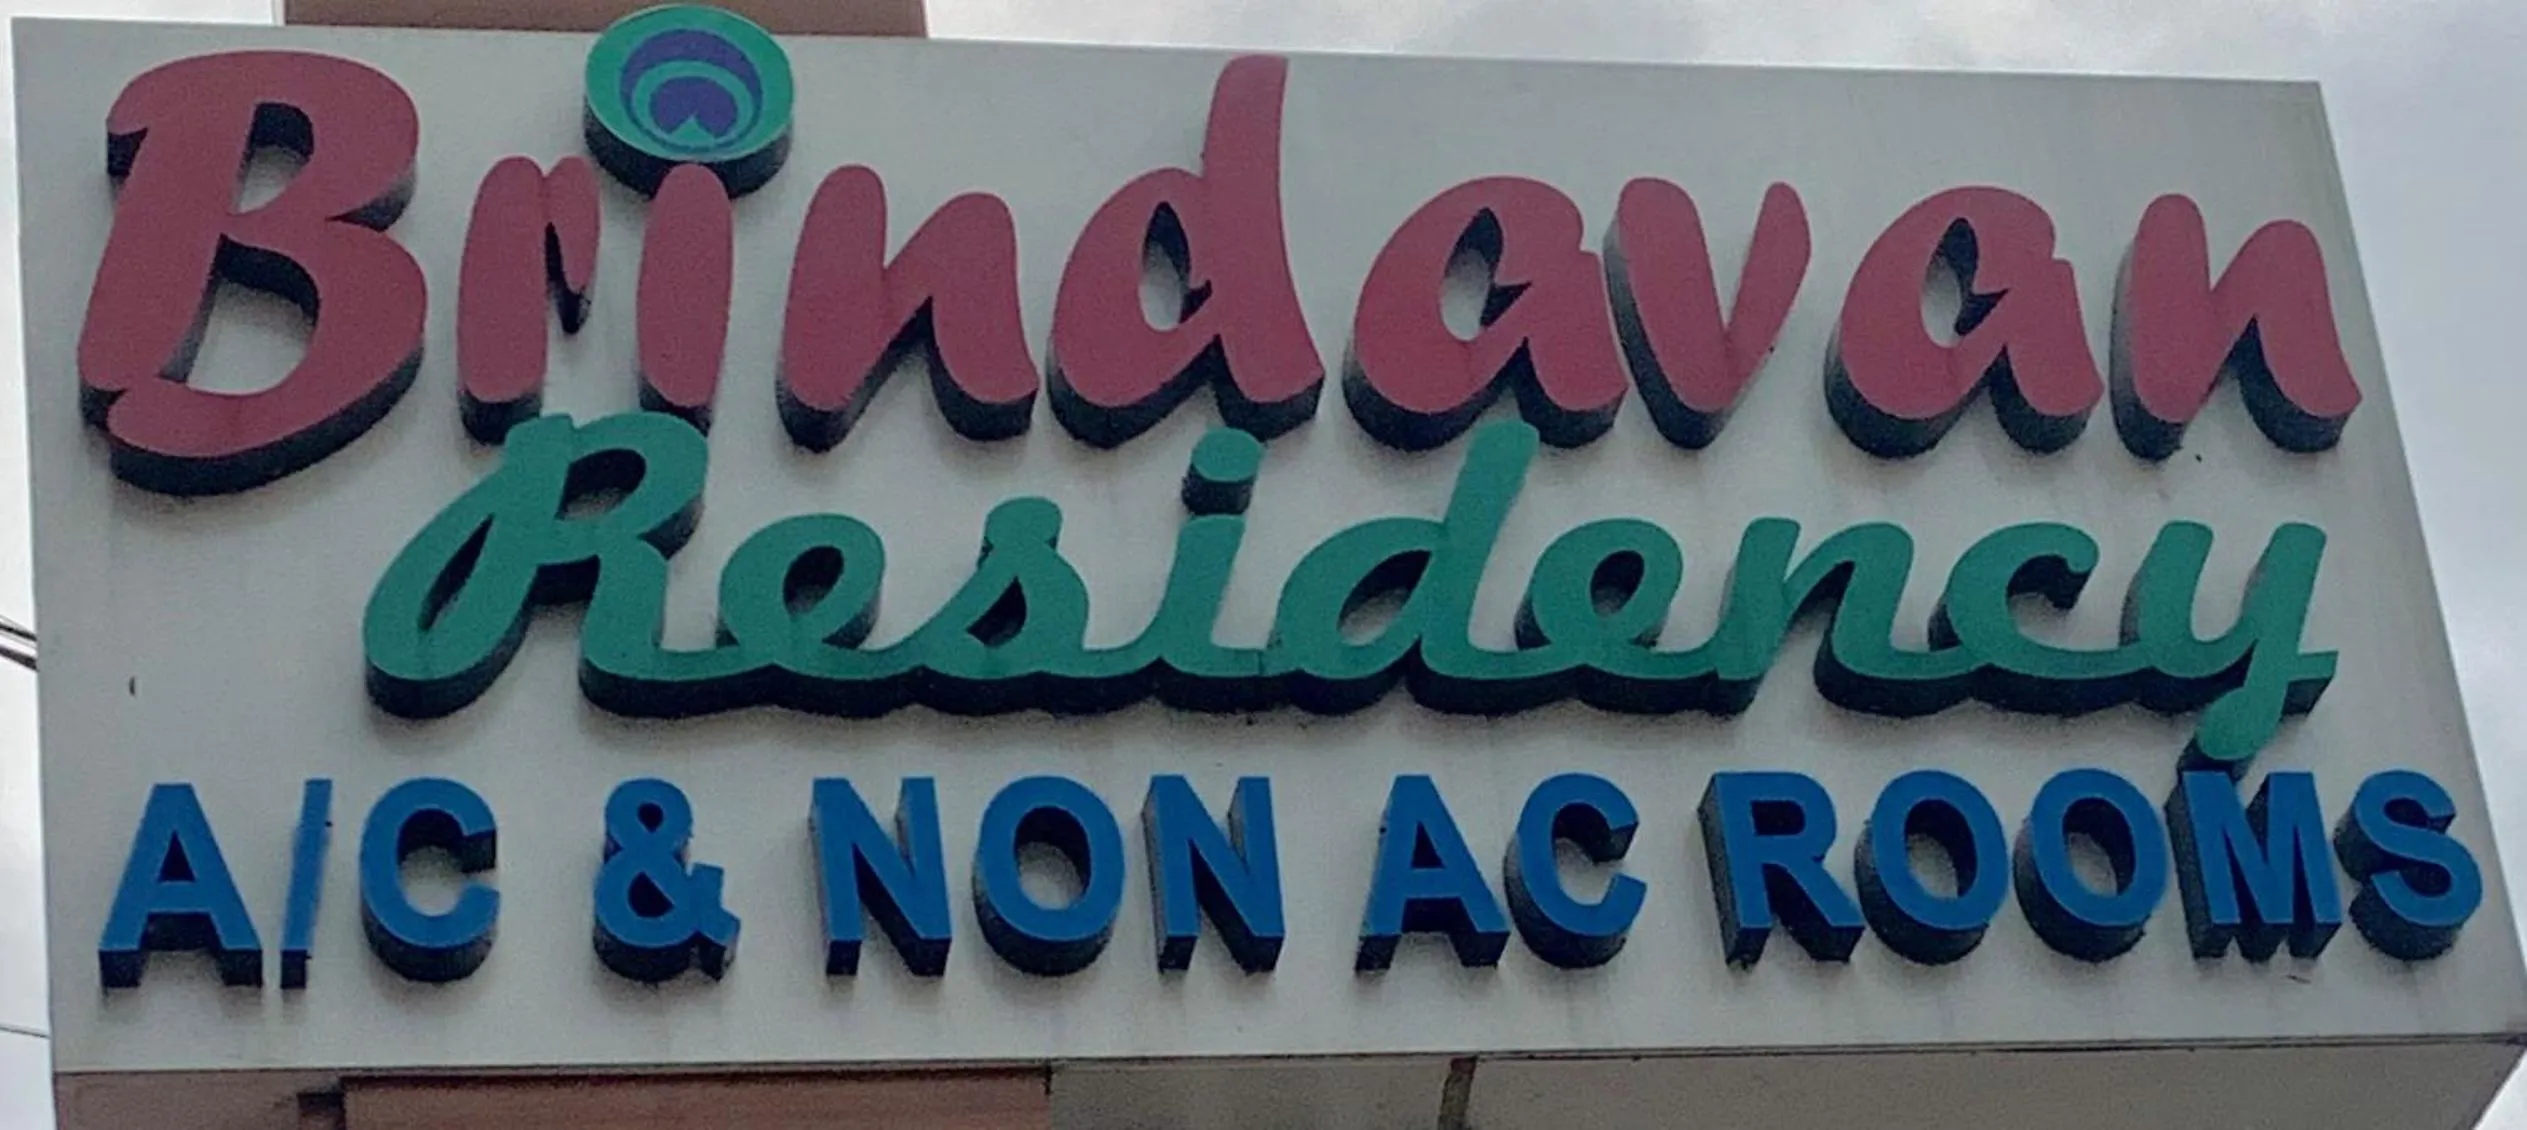 Brindavan
Residency
A/C & NON AC ROOMS